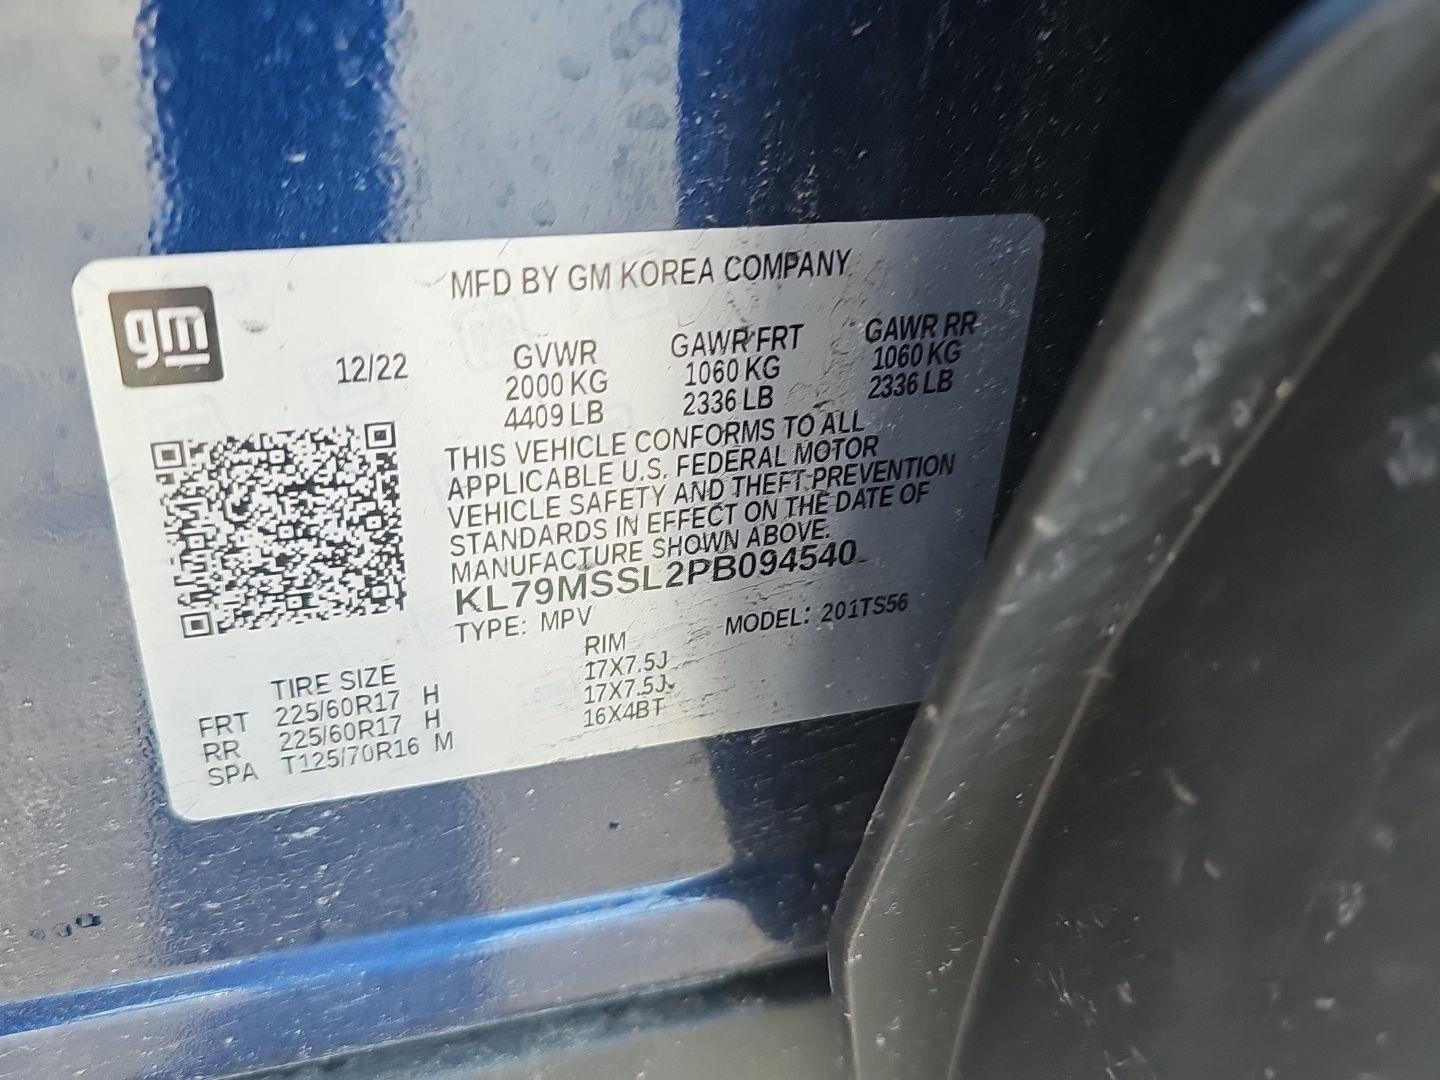 MFD BY GM KOREA COMPANY
gm
12/22
GVWR GAWR FRT GAWR RR
2000 KG 1060 KG 1060 KG
4409 LB 2336 LB 2336 LB
THIS VEHICLE CONFORMS TO ALL
APPLICABLE U.S. FEDERAL MOTOR
VEHICLE SAFETY AND THEFT PREVENTION
STANDARDS IN EFFECT ON THE DATE OF
MANUFACTURE SHOWN ABOVE.
KL79MSSL2PB094540
TYPE: MPV MODEL: 201TS56
TIRE SIZE RIM
FRT 225/60R17 H 17X7.5J
RR 225/60R17 H 17X7.5J
SPA T125/70R16 M 16X4BT